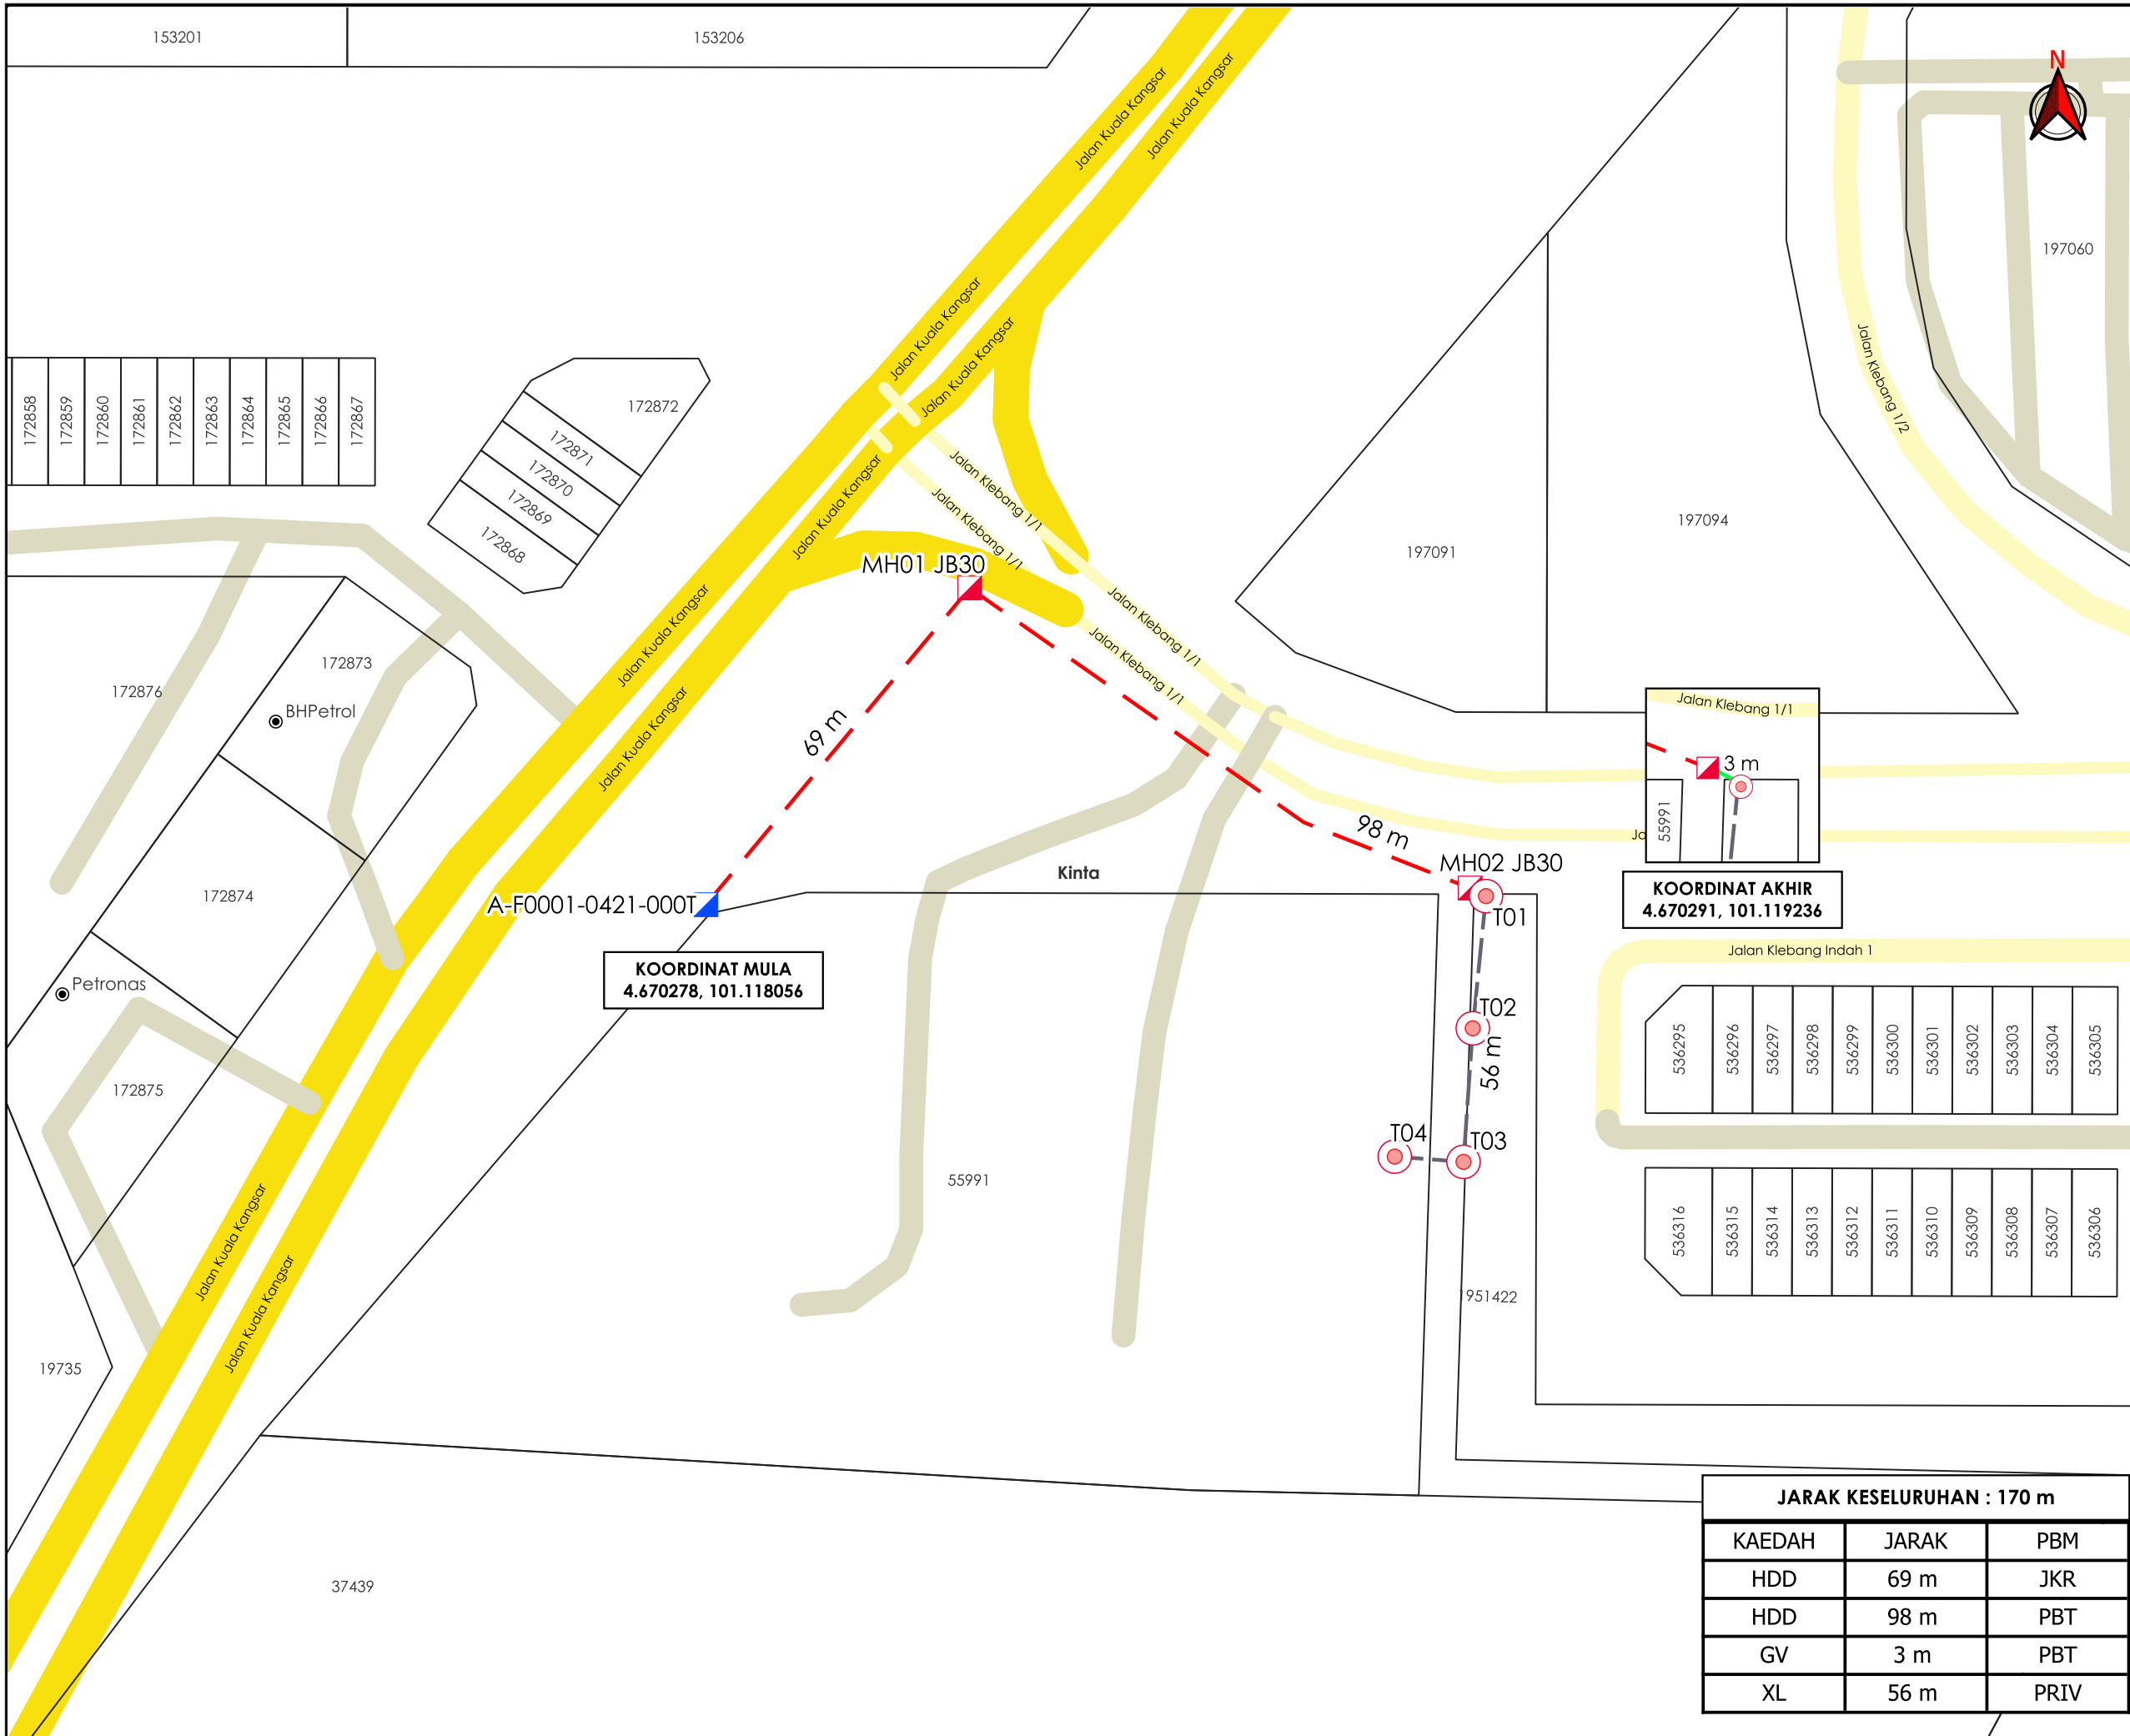 153201
153206
N
197060
Jalan Kuala Kangsar
Jalan Kuala Kangsar
Jalan Kuala Kangsar
Jalan Kuala Kangsar
Jalan Kuala Kangsar
Jalan Kuala Kangsar
Jalan Kuala Kangsar
Jalan Kuala Kangsar
Jalan Kuala Kangsar
Jalan Klebang 1/2
172858
172859
172860
172861
172862
172863
172864
172865
172866
172867
172872
172871
172870
172869
172868
Jalan Klebang 1/1
Jalan Klebang 1/1
Jalan Klebang 1/1
Jalan Klebang 1/1
197091
197094
MH01 JB30
172873
172876
BHPetrol
69 m
Jalan Klebang 1/1
3 m
55991
98 m
MH02 JB30
Kinta
KOORDINAT AKHIR
4.670291, 101.119236
172874
A-F0001-0421-000T
T01
Jalan Klebang Indah 1
KOORDINAT MULA
4.670278, 101.118056
Petronas
T02
56 m
536295
536296
536297
536298
536299
536300
536301
536302
536303
536304
536305
172875
T04
T03
55991
536316
536315
536314
536313
536312
536311
536310
536309
536308
536307
536306
Jalan Kuala Kangsar
951422
19735
37439
JARAK KESELURUHAN : 170 m
KAEDAH JARAK PBM
HDD 69 m JKR
HDD 98 m PBT
GV 3 m PBT
XL 56 m PRIV